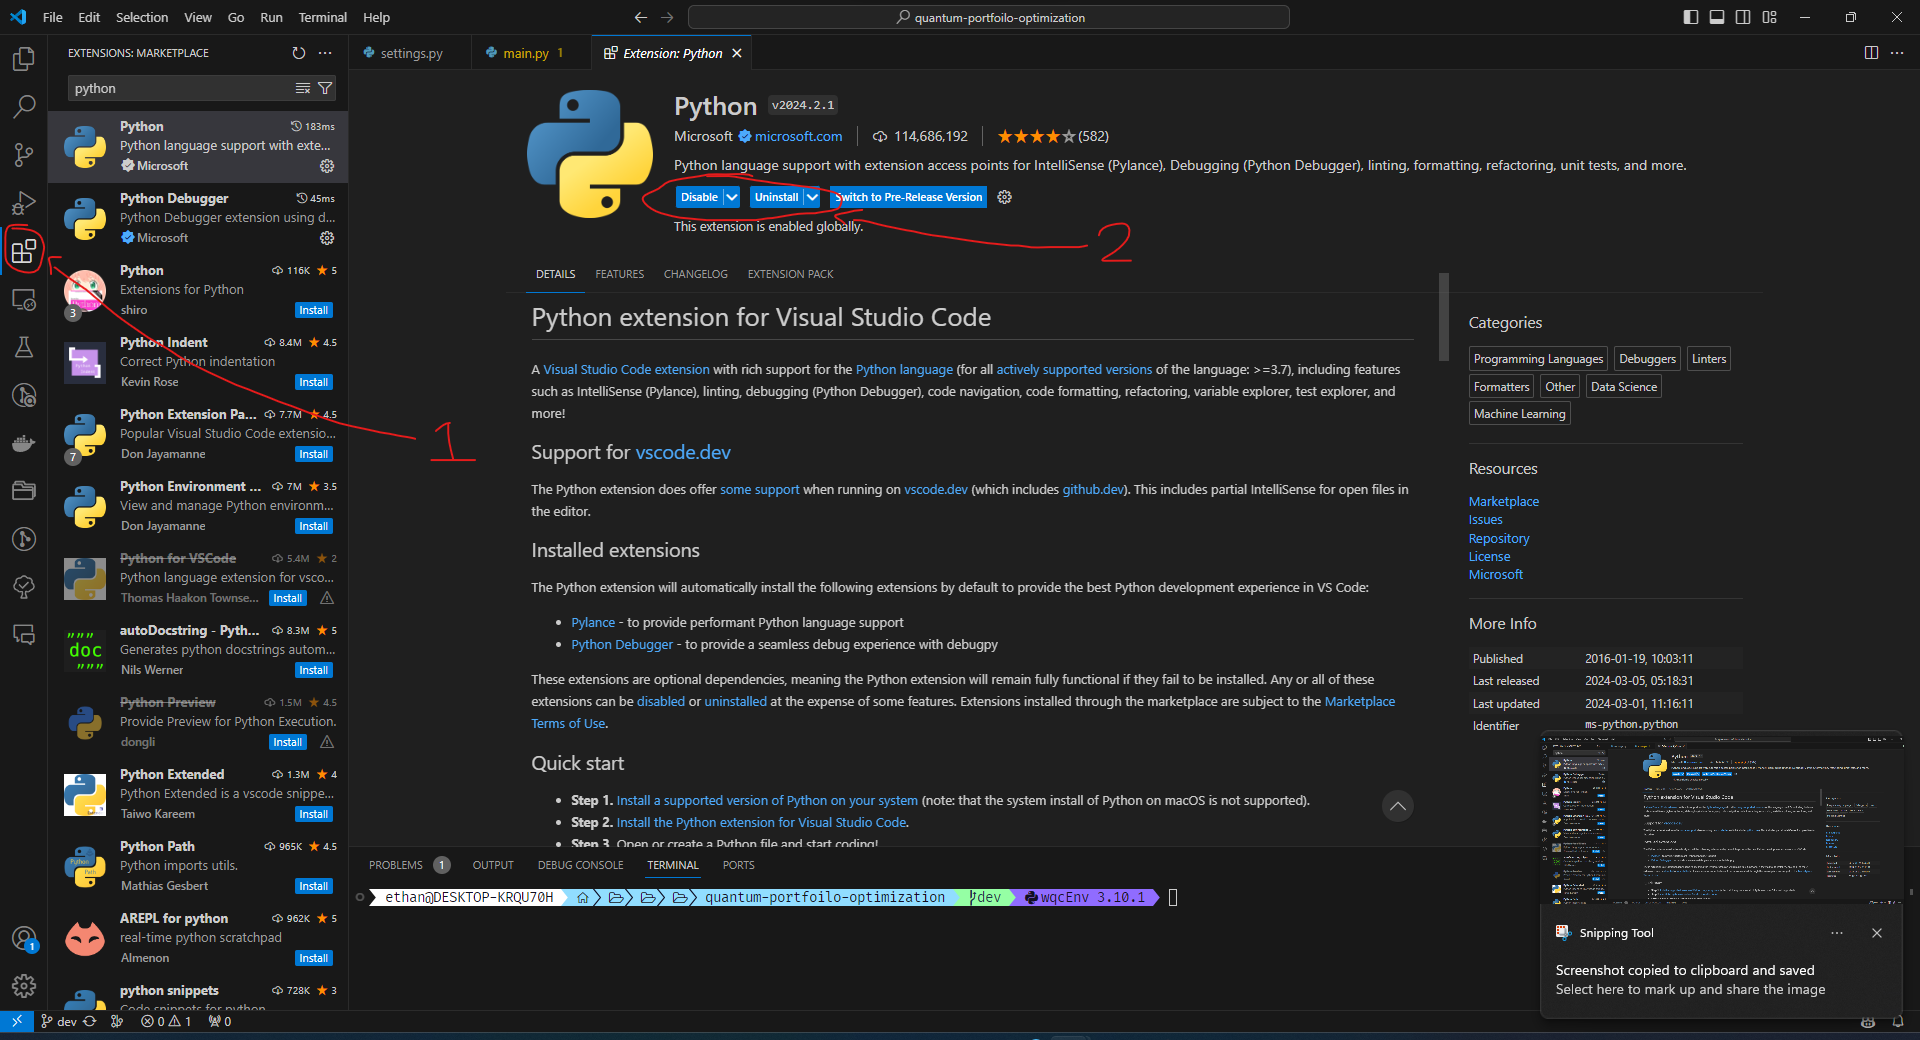 File Edit Selection View Go Run Terminal Help
quantum-portfoilo-optimization
EXTENSIONS: MARKETPLACE
python
Python 183ms
Python language support with exte...
Microsoft
Python Debugger 45ms
Python Debugger extension using d...
Microsoft
Python 116K 5
Extensions for Python
3
shiro Install
Python Indent 8.4M 4.5
Correct Python indentation
Kevin Rose Install
Python Extension Pa... 7.7M 4.5
Popular Visual Studio Code extensio...
7
Don Jayamanne Install
Python Environment ... 7M 3.5
View and manage Python environm...
Don Jayamanne Install
Python for VSCode 5.4M 2
Python language extension for vsco...
Thomas Haakon Townse... Install
autoDocstring - Pyth... 8.3M 5
Generates python docstrings autom...
""" doc """
Nils Werner Install
Python Preview 1.5M 4.5
Provide Preview for Python Execution.
dongli Install
Python Extended 1.3M 4
Python Extended is a vscode snippe...
Taiwo Kareem Install
Python Path 965K 4.5
Python imports utils.
Mathias Gesbert Install
AREPL for python 962K 5
real-time python scratchpad
Almenon Install
python snippets 728K 3
Code snippets for python
settings.py main.py 1 Extension: Python
Python v2024.2.1
Microsoft microsoft.com 114,686,192 (582)
Python language support with extension access points for IntelliSense (Pylance), Debugging (Python Debugger), linting, formatting, refactoring, unit tests, and more.
Disable Uninstall Switch to Pre-Release Version
This extension is enabled globally.
2
1
DETAILS FEATURES CHANGELOG EXTENSION PACK
Python extension for Visual Studio Code
A Visual Studio Code extension with rich support for the Python language (for all actively supported versions of the language: >=3.7), including features
such as IntelliSense (Pylance), linting, debugging (Python Debugger), code navigation, code formatting, refactoring, variable explorer, test explorer, and
more!
Support for vscode.dev
The Python extension does offer some support when running on vscode.dev (which includes github.dev). This includes partial IntelliSense for open files in
the editor.
Installed extensions
The Python extension will automatically install the following extensions by default to provide the best Python development experience in VS Code:
• Pylance - to provide performant Python language support
• Python Debugger - to provide a seamless debug experience with debugpy
These extensions are optional dependencies, meaning the Python extension will remain fully functional if they fail to be installed. Any or all of these
extensions can be disabled or uninstalled at the expense of some features. Extensions installed through the marketplace are subject to the Marketplace
Terms of Use.
Quick start
• Step 1. Install a supported version of Python on your system (note: that the system install of Python on macOS is not supported).
• Step 2. Install the Python extension for Visual Studio Code.
• Step 3. Open or create a Python file and start coding!
Categories
Programming Languages Debuggers Linters
Formatters Other Data Science
Machine Learning
Resources
Marketplace
Issues
Repository
License
Microsoft
More Info
Published 2016-01-19, 10:03:11
Last released 2024-03-05, 05:18:31
Last updated 2024-03-01, 11:16:11
Identifier ms-python.python
PROBLEMS 1 OUTPUT DEBUG CONSOLE TERMINAL PORTS
ethan@DESKTOP-KRQU70H quantum-portfoilo-optimization dev wqcEnv 3.10.1
Snipping Tool
Screenshot copied to clipboard and saved
Select here to mark up and share the image
1
dev 0 1 0